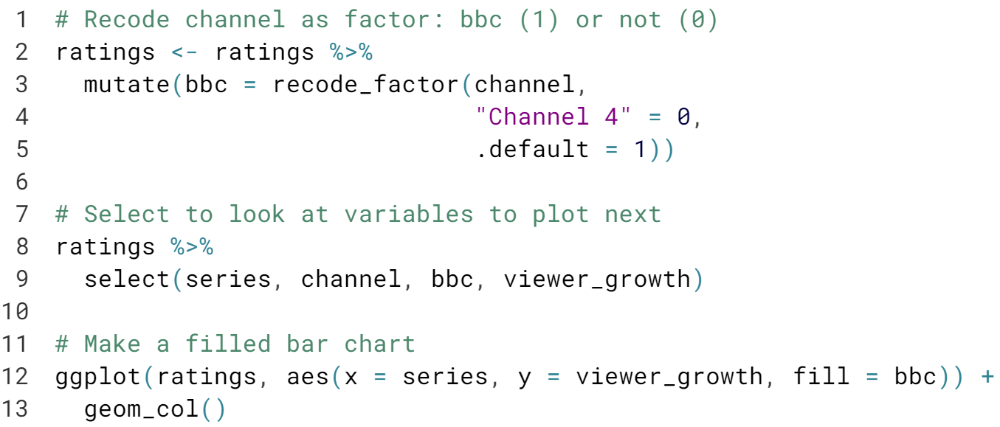 1 # Recode channel as factor: bbc (1) or not (0)
2 ratings <- ratings %>%
3   mutate(bbc = recode_factor(channel,
4                              "Channel 4" = 0,
5                              .default = 1))
6
7 # Select to look at variables to plot next
8 ratings %>%
9   select(series, channel, bbc, viewer_growth)
10
11 # Make a filled bar chart
12 ggplot(ratings, aes(x = series, y = viewer_growth, fill = bbc)) +
13   geom_col()